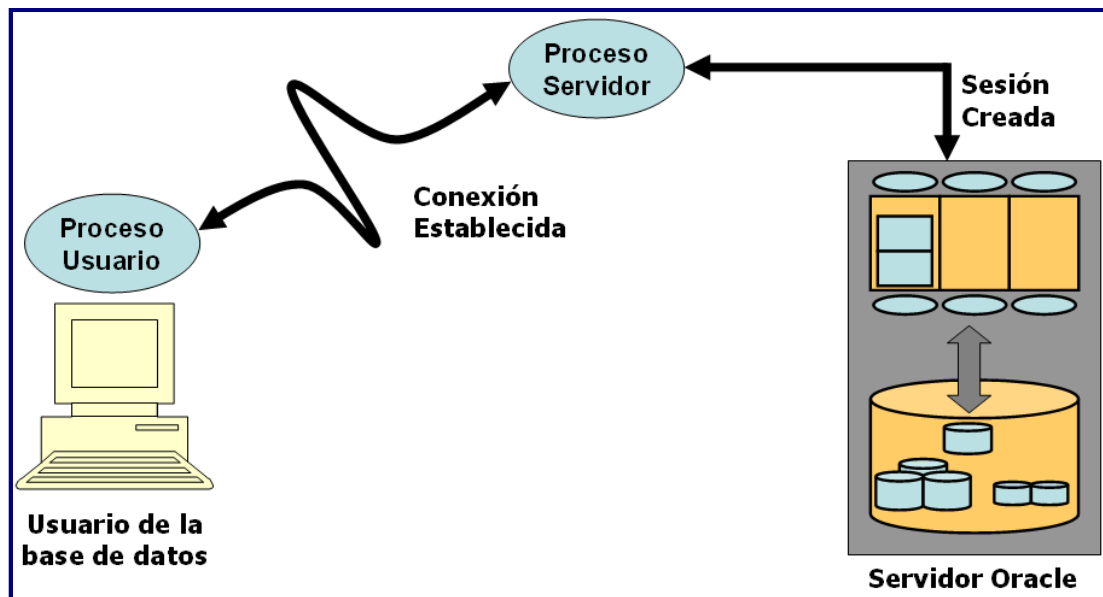 Proceso
Servidor
Sesión
Creada
Conexión
Establecida
Proceso
Usuario
Usuario de la
base de datos
Servidor Oracle